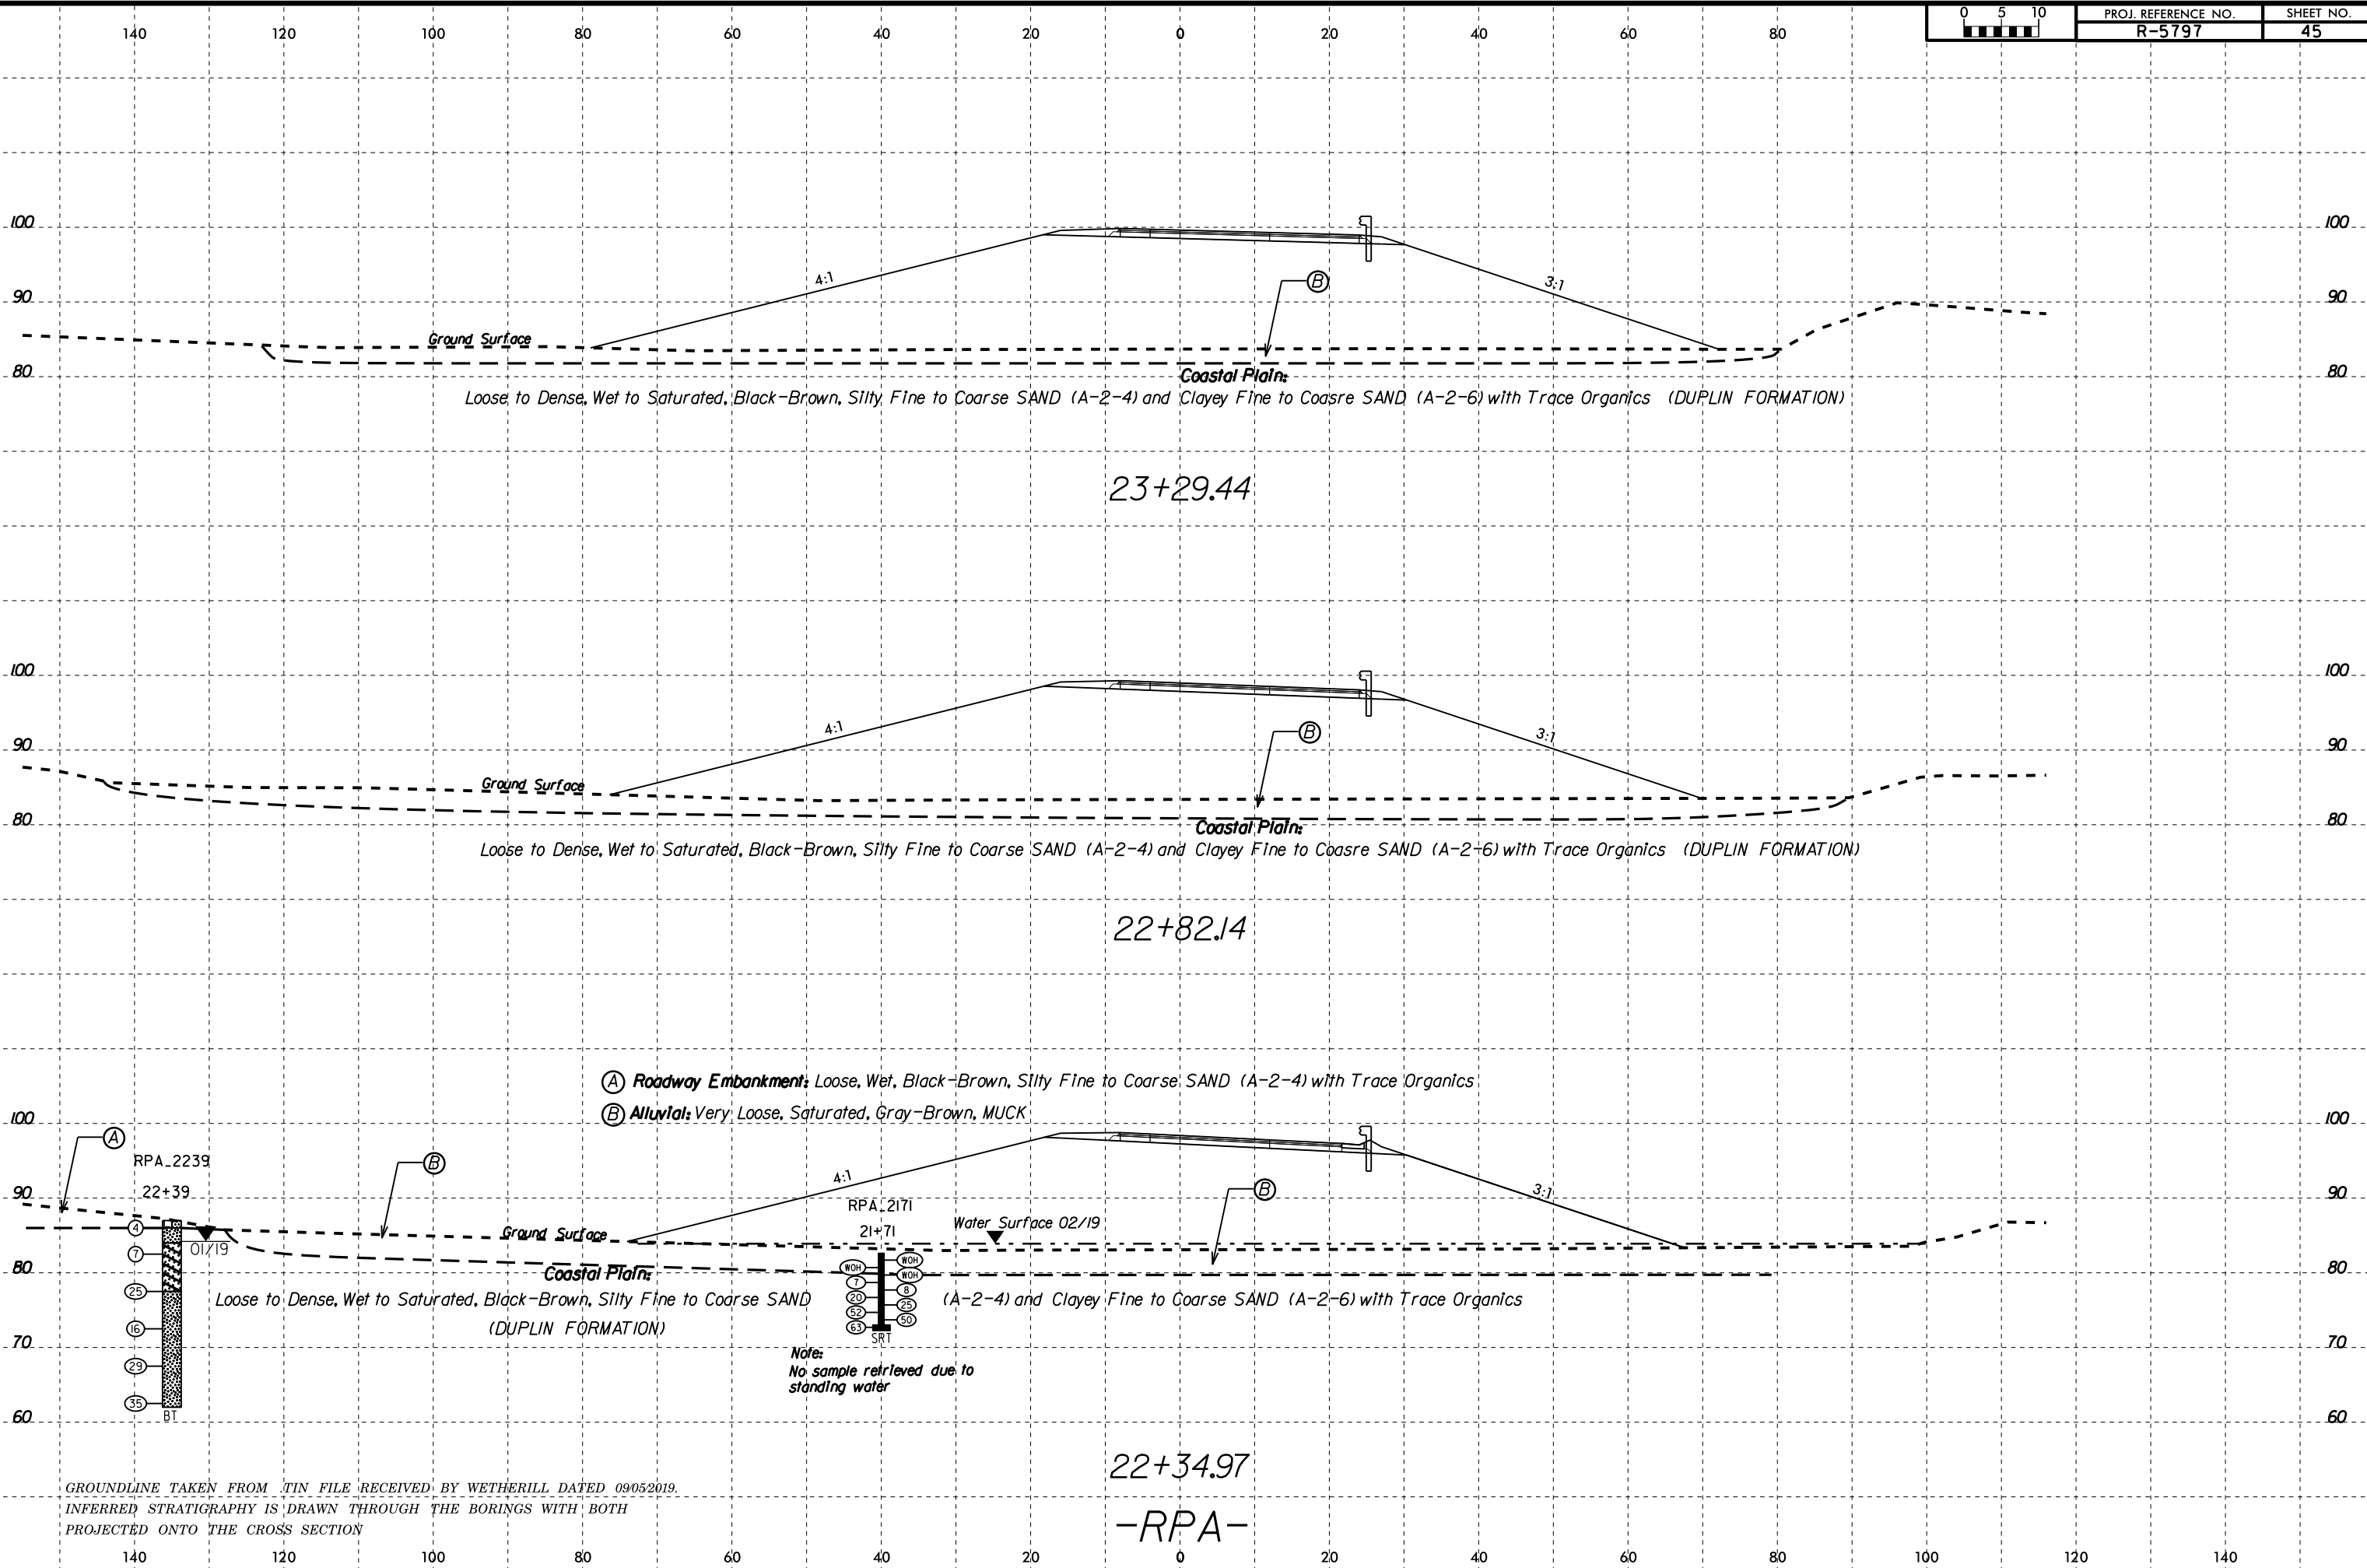 0 5 10
PROJ. REFERENCE NO. SHEET NO.
R-5797 45
140 120 100 80 60 40 20 0 20 40 60 80
100 100
4:1
B
3:1
90 90
Ground Surface
80 80
Coastal Plain:
Loose to Dense, Wet to Saturated, Black-Brown, Silty Fine to Coarse SAND (A-2-4) and Clayey Fine to Coasre SAND (A-2-6) with Trace Organics (DUPLIN FORMATION)
23+29.44
100 100
4:1
B
3:1
90 90
Ground Surface
80 80
Coastal Plain:
Loose to Dense, Wet to Saturated, Black-Brown, Silty Fine to Coarse SAND (A-2-4) and Clayey Fine to Coasre SAND (A-2-6) with Trace Organics (DUPLIN FORMATION)
22+82.14
A Roadway Embankment: Loose, Wet, Black-Brown, Silty Fine to Coarse SAND (A-2-4) with Trace Organics
B Alluvial: Very Loose, Saturated, Gray-Brown, MUCK
100 100
A
RPA_2239
B
22+39
4:1
B
3:1
90 90
RPA_2171
21+71
Water Surface 02/19
Ground Surface
4
01/19
7
80 80
Coastal Plain:
WOH WOH
WOH
7 8
20 25
52 50
63
SRT
25
Loose to Dense, Wet to Saturated, Black-Brown, Silty Fine to Coarse SAND (A-2-4) and Clayey Fine to Coarse SAND (A-2-6) with Trace Organics
(DUPLIN FORMATION)
16
70 70
Note:
No sample retrieved due to
standing water
29
35
BT
60 60
22+34.97
GROUNDLINE TAKEN FROM .TIN FILE RECEIVED BY WETHERILL DATED 09/05/2019.
INFERRED STRATIGRAPHY IS DRAWN THROUGH THE BORINGS WITH BOTH
PROJECTED ONTO THE CROSS SECTION
-RPA-
140 120 100 80 60 40 20 0 20 40 60 80 100 120 140